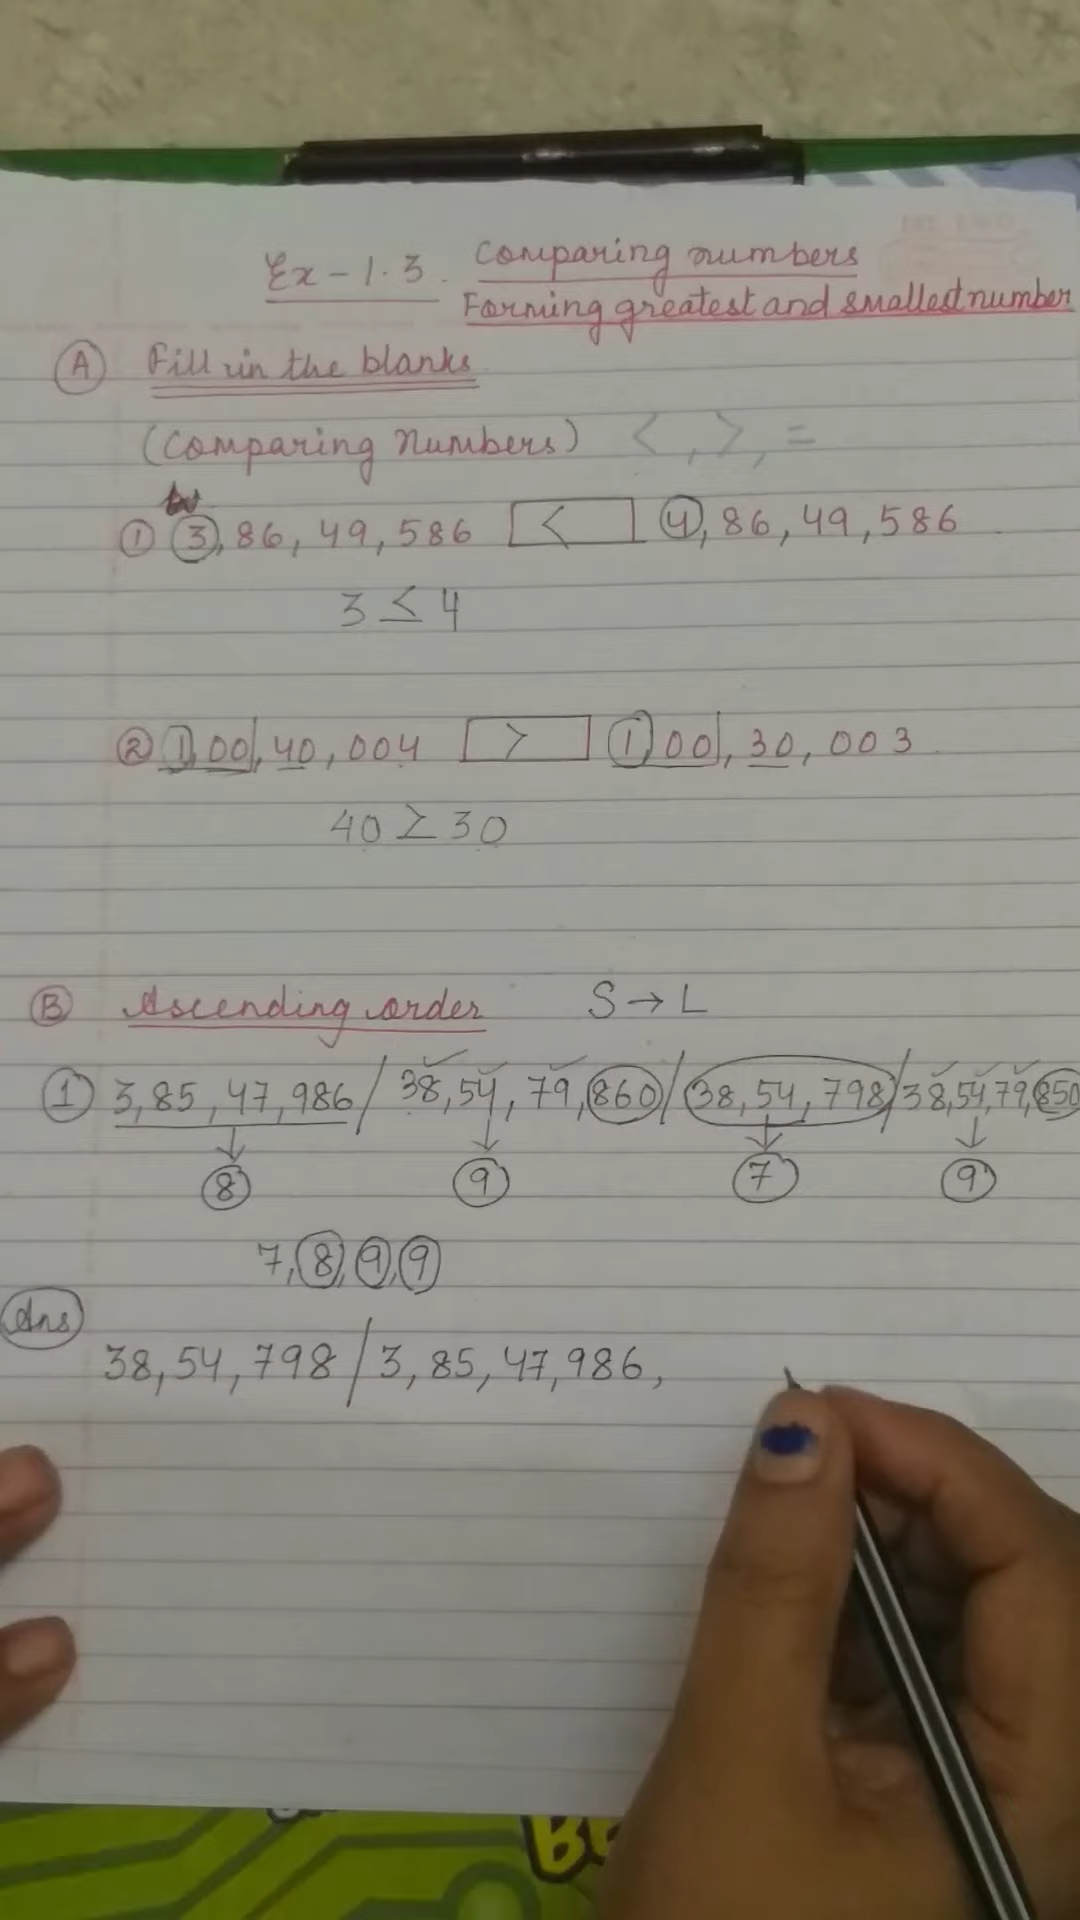 Ex - 1.3. Comparing numbers
Forming greatest and smallest number
A Fill in the blanks
(Comparing Numbers) < , > , =
① 3,86,49,586 < 4,86,49,586
3 < 4
② 1,00,40,004 > 1,00,30,003
40 > 30
B Ascending order S → L
① 3,85,47,986 / 38,54,79,860 / 38,54,798 / 38,54,79,850
8 9 7 9
7, 8, 9, 9
Ans
38,54,798 / 3,85,47,986,